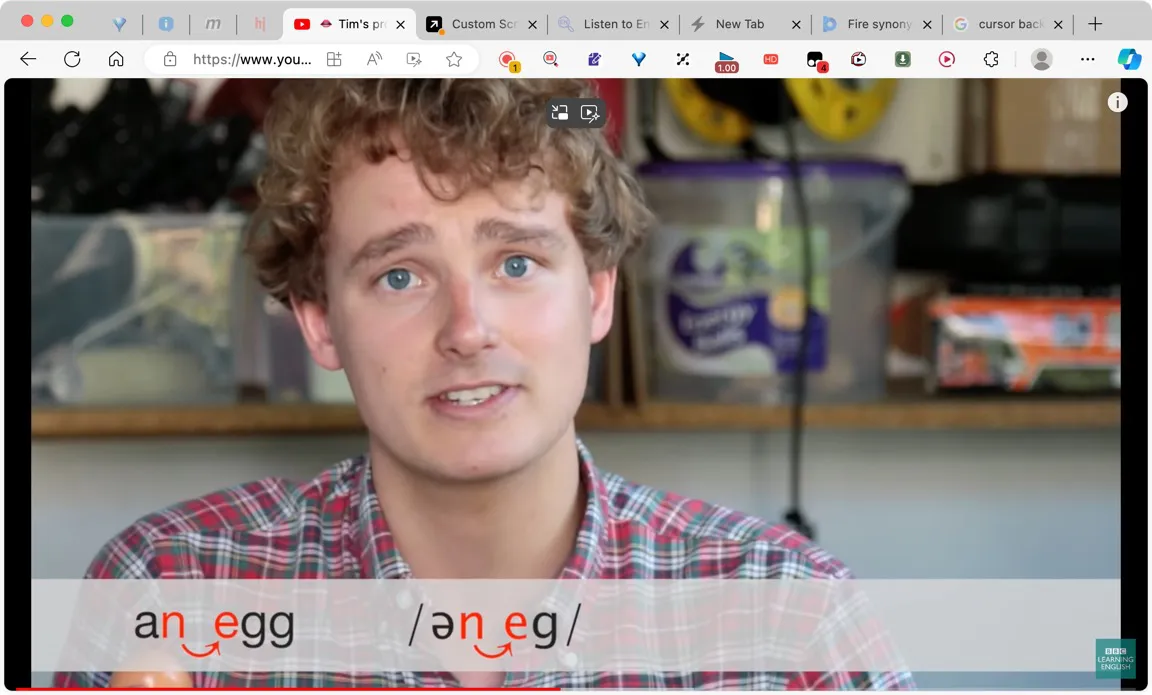 Tim's pr
Custom Scr
Listen to En
New Tab
Fire synony
cursor back
https://www.you...
1
1.00
HD
4
an egg /ən eg/
BBC
LEARNING
ENGLISH